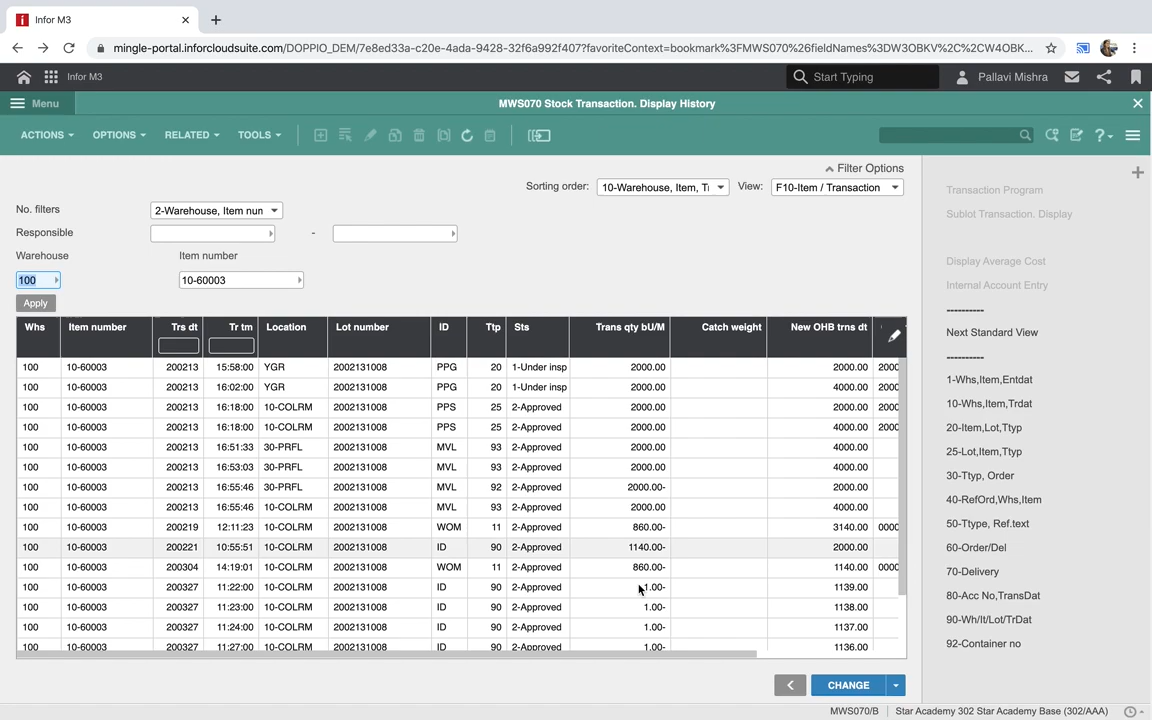 Infor M3
mingle-portal.inforcloudsuite.com/DOPPIO_DEM/7e8ed33a-c20e-4ada-9428-32f6a992f407?favoriteContext=bookmark%3FMWS070%26fieldNames%3DW3OBKV%2C%2CW4OBK...
Infor M3
Start Typing
Pallavi Mishra
Menu
MWS070 Stock Transaction. Display History
ACTIONS OPTIONS RELATED TOOLS
Filter Options
Sorting order: 10-Warehouse, Item, Ti View: F10-Item / Transaction
No. filters 2-Warehouse, Item nun
Responsible -
Warehouse Item number
100 10-60003
Apply
Whs Item number Trs dt Tr tm Location Lot number ID Ttp Sts Trans qty bU/M Catch weight New OHB trns dt
100 10-60003 200213 15:58:00 YGR 2002131008 PPG 20 1-Under insp 2000.00 2000.00 2000
100 10-60003 200213 16:02:00 YGR 2002131008 PPG 20 1-Under insp 2000.00 4000.00 2000
100 10-60003 200213 16:18:00 10-COLRM 2002131008 PPS 25 2-Approved 2000.00 2000.00 2000
100 10-60003 200213 16:18:00 10-COLRM 2002131008 PPS 25 2-Approved 2000.00 4000.00 2000
100 10-60003 200213 16:51:33 30-PRFL 2002131008 MVL 93 2-Approved 2000.00 4000.00
100 10-60003 200213 16:53:03 30-PRFL 2002131008 MVL 93 2-Approved 2000.00 4000.00
100 10-60003 200213 16:55:46 30-PRFL 2002131008 MVL 92 2-Approved 2000.00- 2000.00
100 10-60003 200213 16:55:46 10-COLRM 2002131008 MVL 93 2-Approved 2000.00 4000.00
100 10-60003 200219 12:11:23 10-COLRM 2002131008 WOM 11 2-Approved 860.00- 3140.00 0000
100 10-60003 200221 10:55:51 10-COLRM 2002131008 ID 90 2-Approved 1140.00- 2000.00
100 10-60003 200304 14:19:01 10-COLRM 2002131008 WOM 11 2-Approved 860.00- 1140.00 0000
100 10-60003 200327 11:22:00 10-COLRM 2002131008 ID 90 2-Approved 1.00- 1139.00
100 10-60003 200327 11:23:00 10-COLRM 2002131008 ID 90 2-Approved 1.00- 1138.00
100 10-60003 200327 11:24:00 10-COLRM 2002131008 ID 90 2-Approved 1.00- 1137.00
100 10-60003 200327 11:27:00 10-COLRM 2002131008 ID 90 2-Approved 1.00- 1136.00
CHANGE
Transaction Program
Sublot Transaction. Display
Display Average Cost
Internal Account Entry
----------
Next Standard View
----------
1-Whs,Item,Entdat
10-Whs,Item,Trdat
20-Item,Lot,Ttyp
25-Lot,Item,Ttyp
30-Ttyp, Order
40-RefOrd,Whs,Item
50-Ttype, Ref.text
60-Order/Del
70-Delivery
80-Acc No,TransDat
90-Wh/It/Lot/TrDat
92-Container no
MWS070/B Star Academy 302 Star Academy Base (302/AAA)